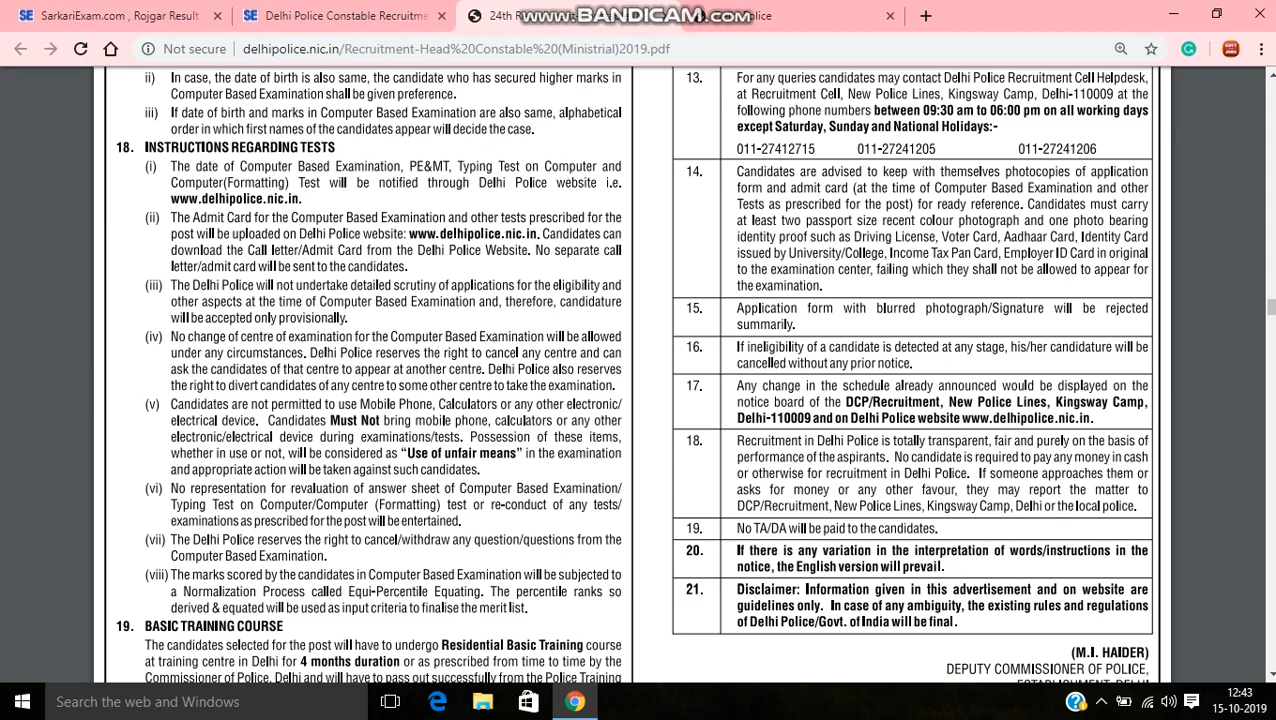 SarkariExam.com , Rojgar Result
Delhi Police Constable Recruitme
24th R
www.BANDICAM.com
lice
Not secure
delhipolice.nic.in/Recruitment-Head%20Constable%20(Ministrial)2019.pdf
ii) In case, the date of birth is also same, the candidate who has secured higher marks in
Computer Based Examination shall be given preference.
iii) If date of birth and marks in Computer Based Examination are also same, alphabetical
order in which first names of the candidates appear will decide the case.
18. INSTRUCTIONS REGARDING TESTS
(i) The date of Computer Based Examination, PE&MT, Typing Test on Computer and
Computer(Formatting) Test will be notified through Delhi Police website i.e.
www.delhipolice.nic.in.
(ii) The Admit Card for the Computer Based Examination and other tests prescribed for the
post will be uploaded on Delhi Police website: www.delhipolice.nic.in. Candidates can
download the Call letter/Admit Card from the Delhi Police Website. No separate call
letter/admit card will be sent to the candidates.
(iii) The Delhi Police will not undertake detailed scrutiny of applications for the eligibility and
other aspects at the time of Computer Based Examination and, therefore, candidature
will be accepted only provisionally.
(iv) No change of centre of examination for the Computer Based Examination will be allowed
under any circumstances. Delhi Police reserves the right to cancel any centre and can
ask the candidates of that centre to appear at another centre. Delhi Police also reserves
the right to divert candidates of any centre to some other centre to take the examination.
(v) Candidates are not permitted to use Mobile Phone, Calculators or any other electronic/
electrical device. Candidates Must Not bring mobile phone, calculators or any other
electronic/electrical device during examinations/tests. Possession of these items,
whether in use or not, will be considered as "Use of unfair means" in the examination
and appropriate action will be taken against such candidates.
(vi) No representation for revaluation of answer sheet of Computer Based Examination/
Typing Test on Computer/Computer (Formatting) test or re-conduct of any tests/
examinations as prescribed for the post will be entertained.
(vii) The Delhi Police reserves the right to cancel/withdraw any question/questions from the
Computer Based Examination.
(viii) The marks scored by the candidates in Computer Based Examination will be subjected to
a Normalization Process called Equi-Percentile Equating. The percentile ranks so
derived & equated will be used as input criteria to finalise the merit list.
19. BASIC TRAINING COURSE
The candidates selected for the post will have to undergo Residential Basic Training course
at training centre in Delhi for 4 months duration or as prescribed from time to time by the
Commissioner of Police, Delhi and will have to pass out successfully from the Police Training
13. For any queries candidates may contact Delhi Police Recruitment Cell Helpdesk,
at Recruitment Cell, New Police Lines, Kingsway Camp, Delhi-110009 at the
following phone numbers between 09:30 am to 06:00 pm on all working days
except Saturday, Sunday and National Holidays:-
011-27412715 011-27241205 011-27241206
14. Candidates are advised to keep with themselves photocopies of application
form and admit card (at the time of Computer Based Examination and other
Tests as prescribed for the post) for ready reference. Candidates must carry
at least two passport size recent colour photograph and one photo bearing
identity proof such as Driving License, Voter Card, Aadhaar Card, Identity Card
issued by University/College, Income Tax Pan Card, Employer ID Card in original
to the examination center, failing which they shall not be allowed to appear for
the examination.
15. Application form with blurred photograph/Signature will be rejected
summarily.
16. If ineligibility of a candidate is detected at any stage, his/her candidature will be
cancelled without any prior notice.
17. Any change in the schedule already announced would be displayed on the
notice board of the DCP/Recruitment, New Police Lines, Kingsway Camp,
Delhi-110009 and on Delhi Police website www.delhipolice.nic.in.
18. Recruitment in Delhi Police is totally transparent, fair and purely on the basis of
performance of the aspirants. No candidate is required to pay any money in cash
or otherwise for recruitment in Delhi Police. If someone approaches them or
asks for money or any other favour, they may report the matter to
DCP/Recruitment, New Police Lines, Kingsway Camp, Delhi or the local police.
19. No TA/DA will be paid to the candidates.
20. If there is any variation in the interpretation of words/instructions in the
notice, the English version will prevail.
21. Disclaimer: Information given in this advertisement and on website are
guidelines only. In case of any ambiguity, the existing rules and regulations
of Delhi Police/Govt. of India will be final.
(M.I. HAIDER)
DEPUTY COMMISSIONER OF POLICE,
Search the web and Windows
12:43
15-10-2019